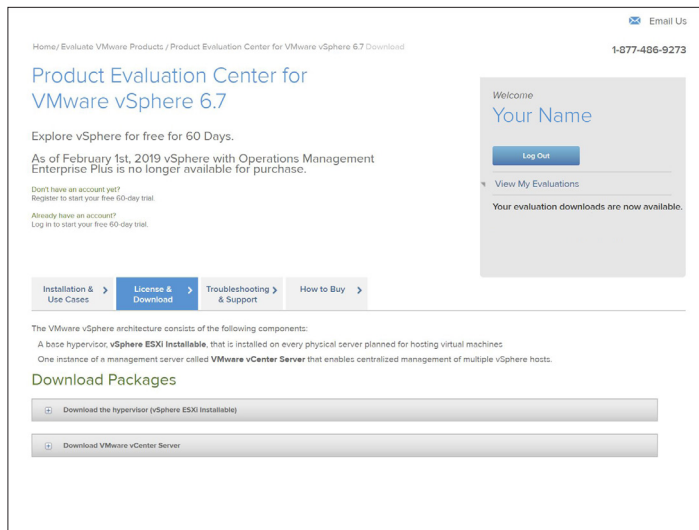 Email Us
Home/ Evaluate VMware Products / Product Evaluation Center for VMware vSphere 6.7 Download
1-877-486-9273
Product Evaluation Center for
VMware vSphere 6.7
Explore vSphere for free for 60 Days.
As of February 1st, 2019 vSphere with Operations Management
Enterprise Plus is no longer available for purchase.
Don't have an account yet?
Register to start your free 60-day trial.
Already have an account?
Log in to start your free 60-day trial.
Welcome
Your Name
Log Out
View My Evaluations
Your evaluation downloads are now available.
Installation &
Use Cases
License &
Download
Troubleshooting
& Support
How to Buy
The VMware vSphere architecture consists of the following components:
A base hypervisor, vSphere ESXi Installable, that is installed on every physical server planned for hosting virtual machines
One instance of a management server called VMware vCenter Server that enables centralized management of multiple vSphere hosts.
Download Packages
Download the hypervisor (vSphere ESXi Installable)
Download VMware vCenter Server